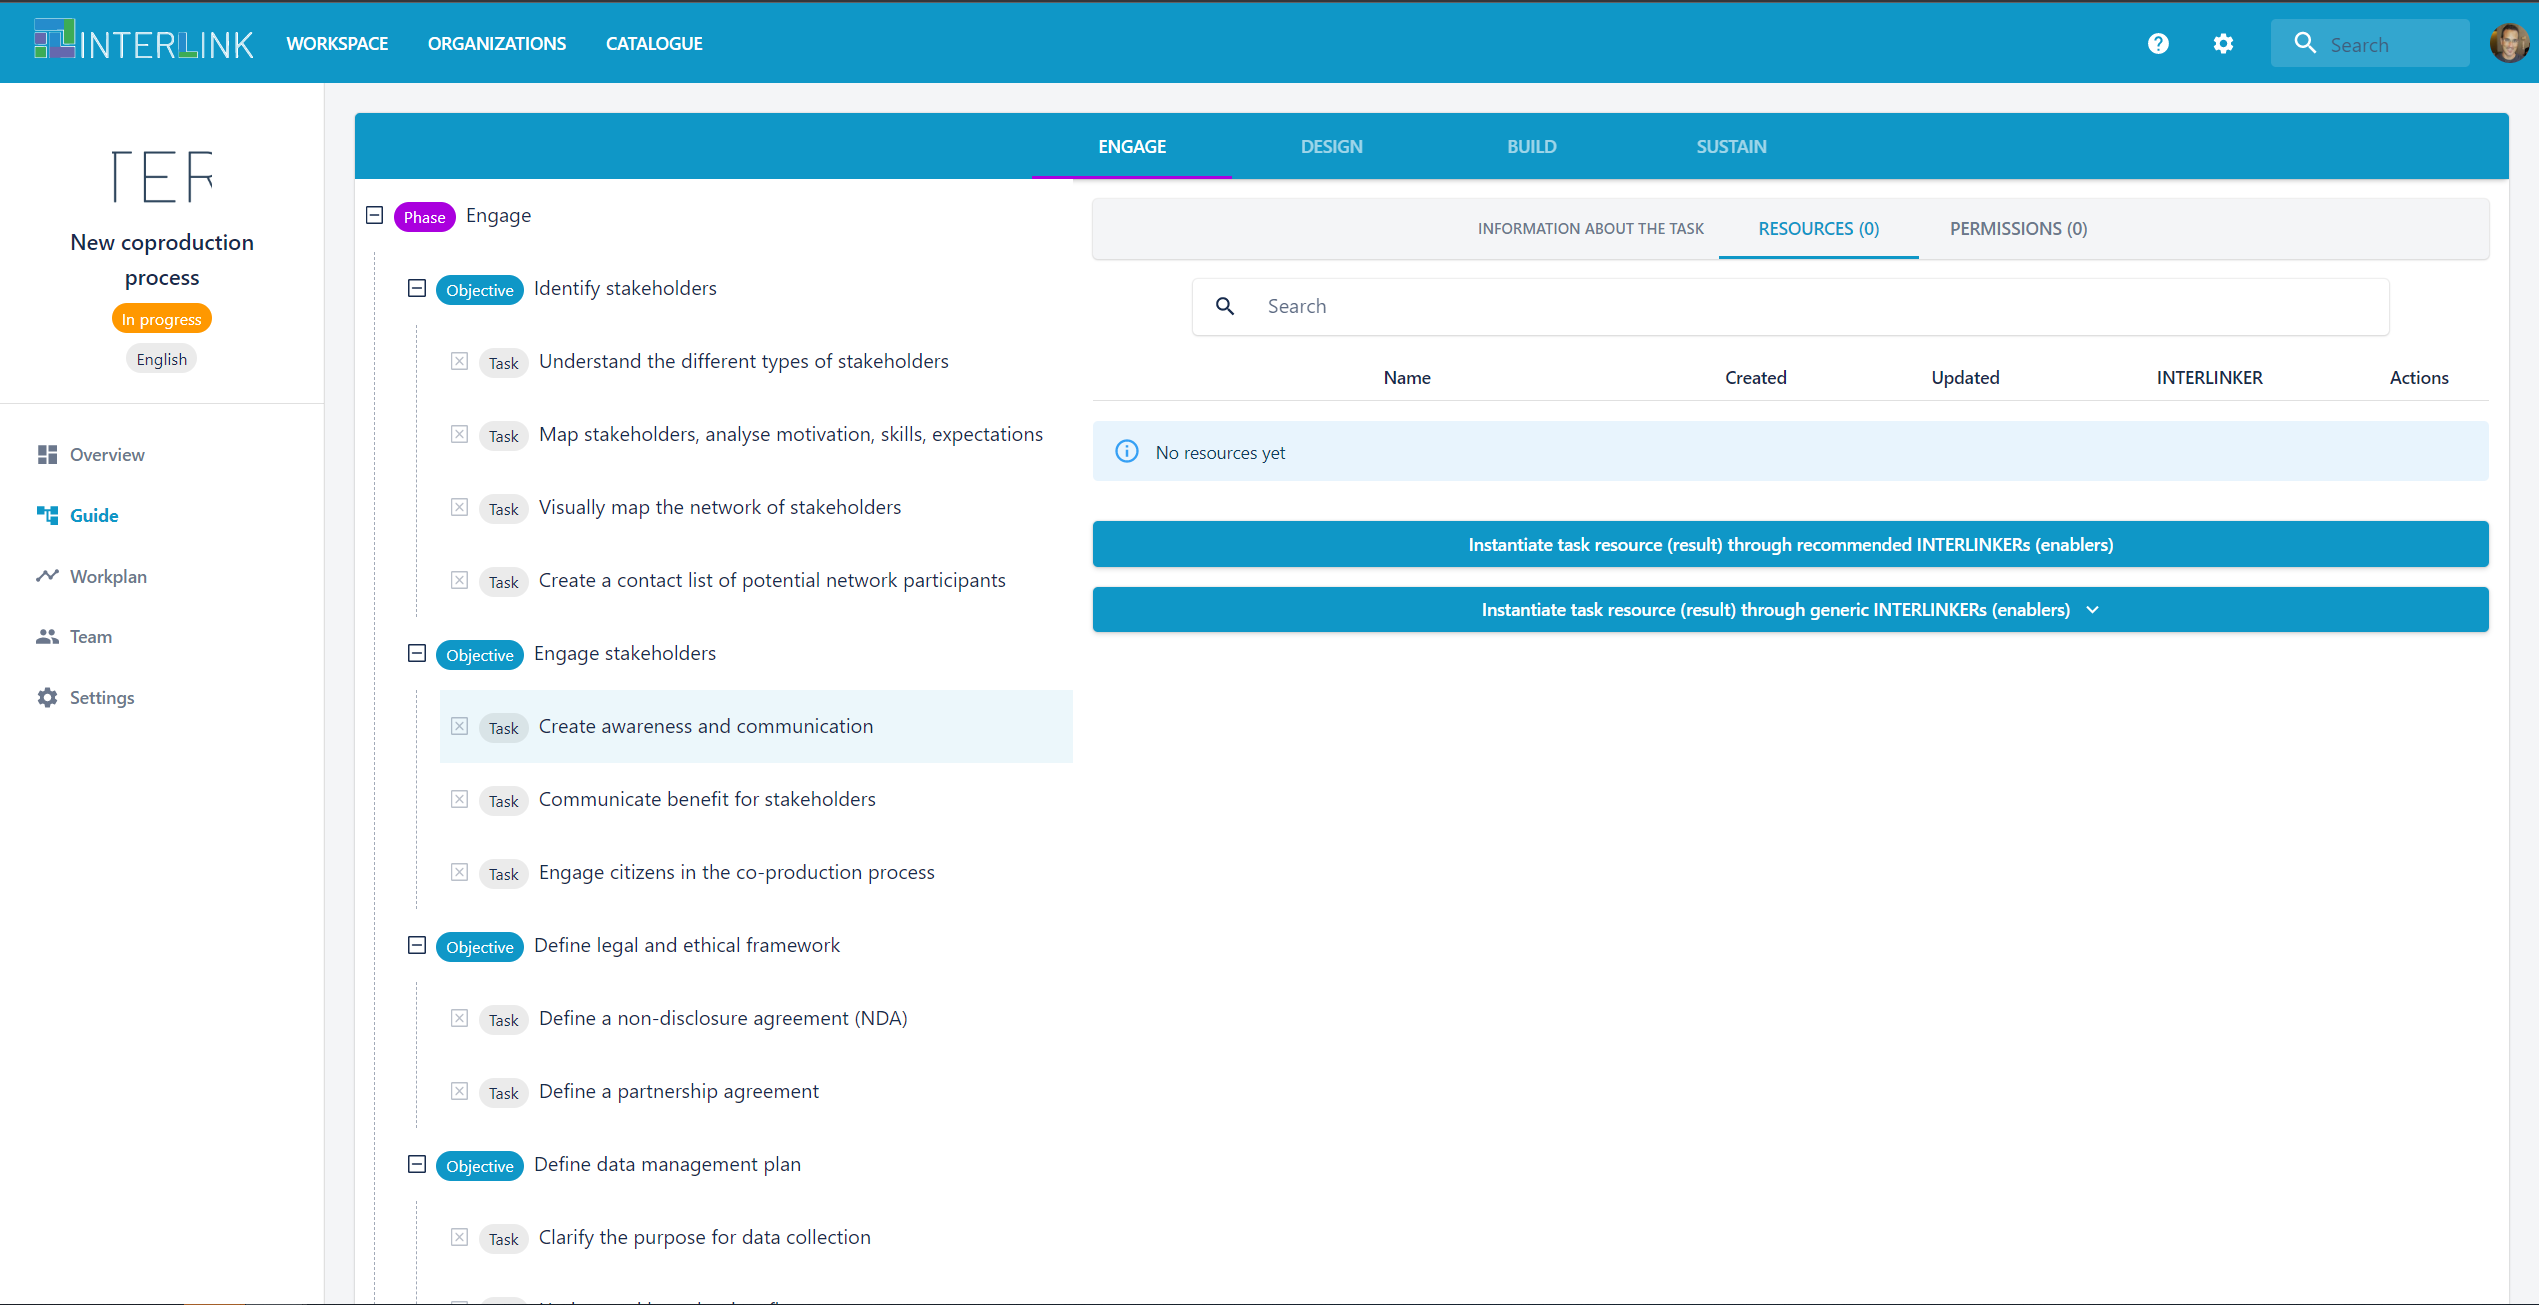 INTERLINK
WORKSPACE
ORGANIZATIONS
CATALOGUE
Search
TER
New coproduction
process
In progress
English
Overview
Guide
Workplan
Team
Settings
ENGAGE
DESIGN
BUILD
SUSTAIN
Phase Engage
Objective Identify stakeholders
Task Understand the different types of stakeholders
Task Map stakeholders, analyse motivation, skills, expectations
Task Visually map the network of stakeholders
Task Create a contact list of potential network participants
Objective Engage stakeholders
Task Create awareness and communication
Task Communicate benefit for stakeholders
Task Engage citizens in the co-production process
Objective Define legal and ethical framework
Task Define a non-disclosure agreement (NDA)
Task Define a partnership agreement
Objective Define data management plan
Task Clarify the purpose for data collection
INFORMATION ABOUT THE TASK
RESOURCES (0)
PERMISSIONS (0)
Search
Name Created Updated INTERLINKER Actions
No resources yet
Instantiate task resource (result) through recommended INTERLINKERs (enablers)
Instantiate task resource (result) through generic INTERLINKERs (enablers)